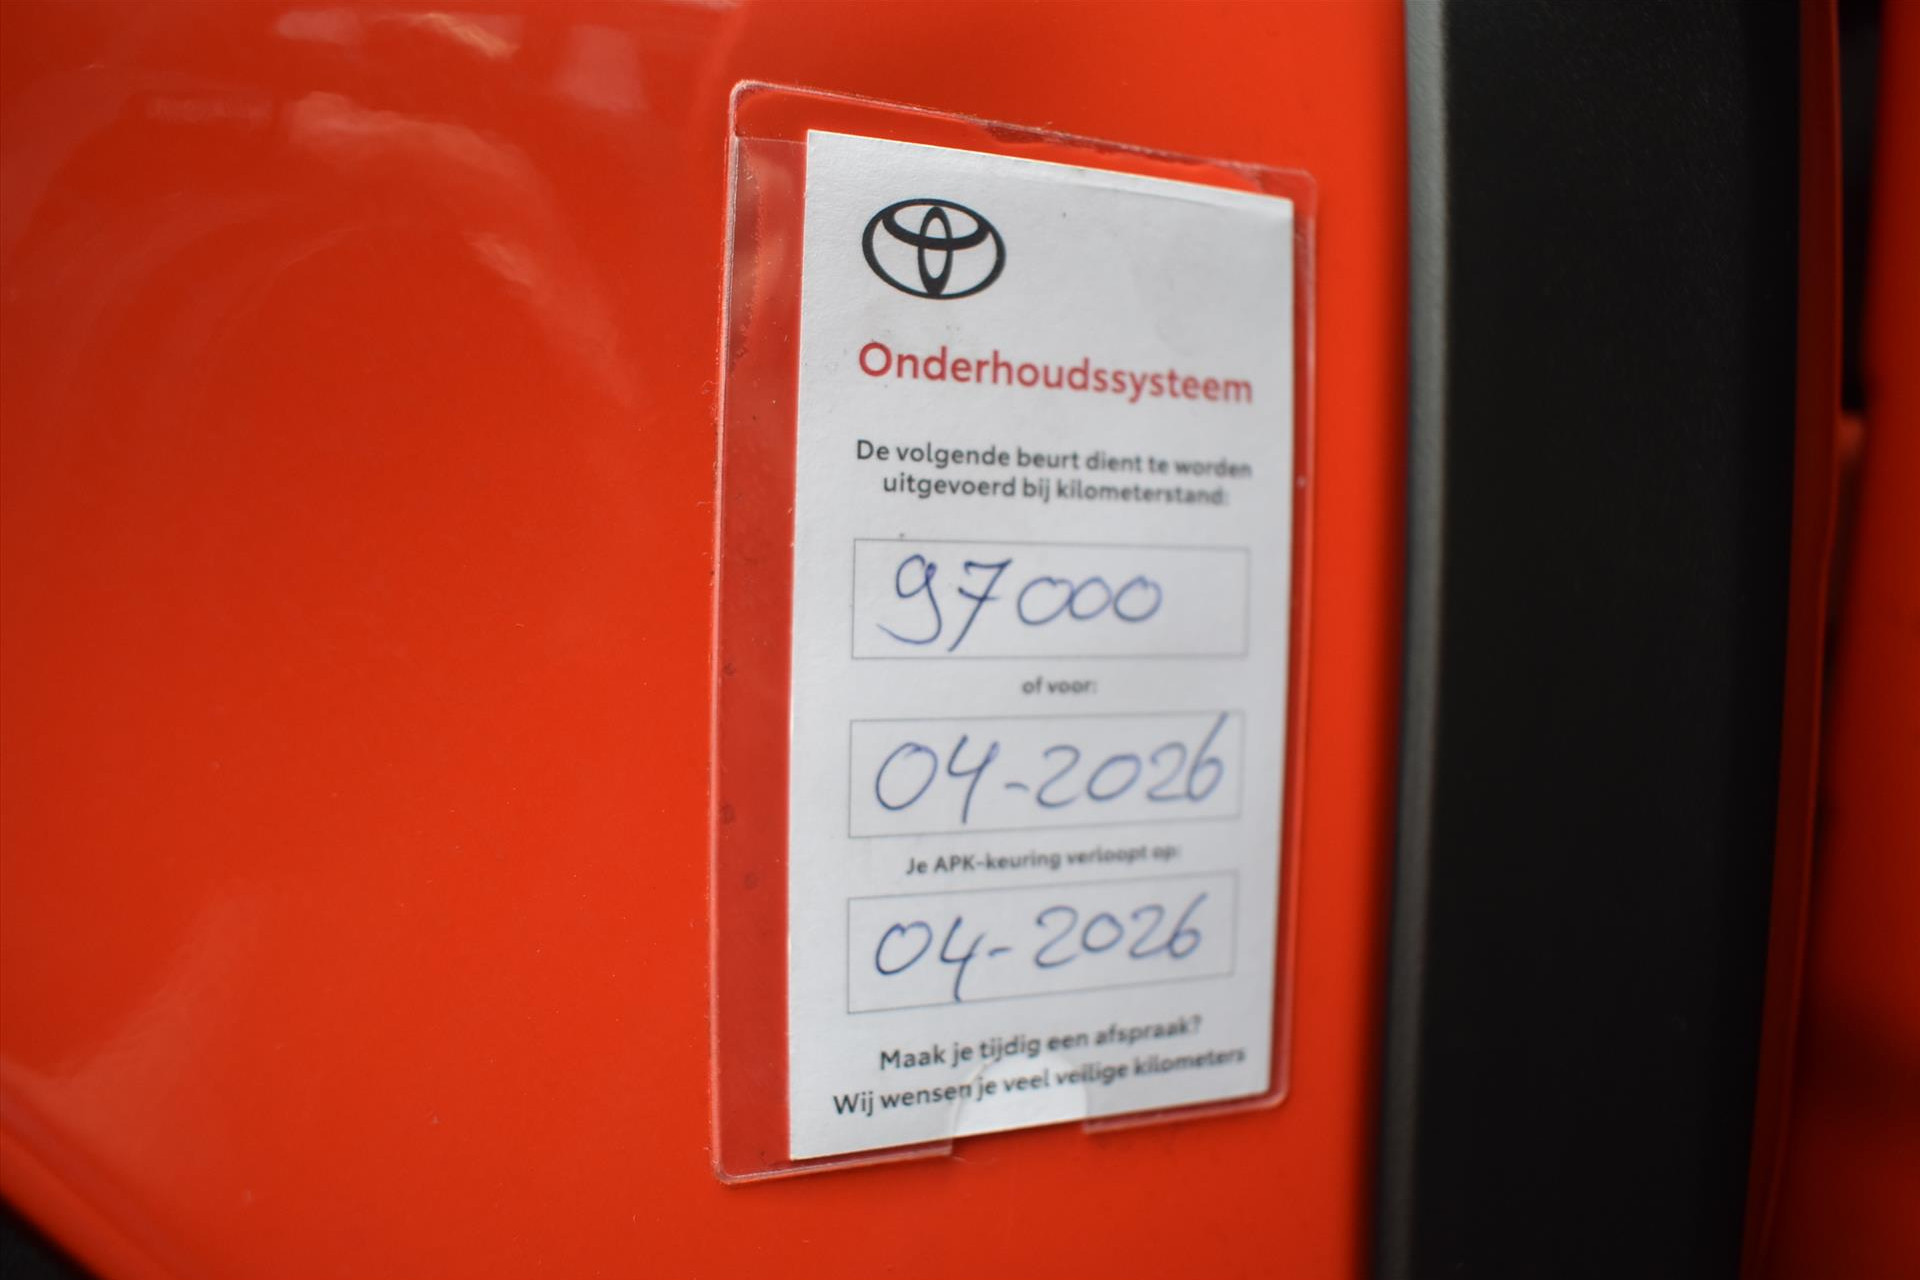 Onderhoudssysteem
De volgende beurt dient te worden
uitgevoerd bij kilometerstand:
97000
of voor:
04-2026
Je APK-keuring verloopt op:
04-2026
Maak je tijdig een afspraak?
Wij wensen je veel veilige kilometers